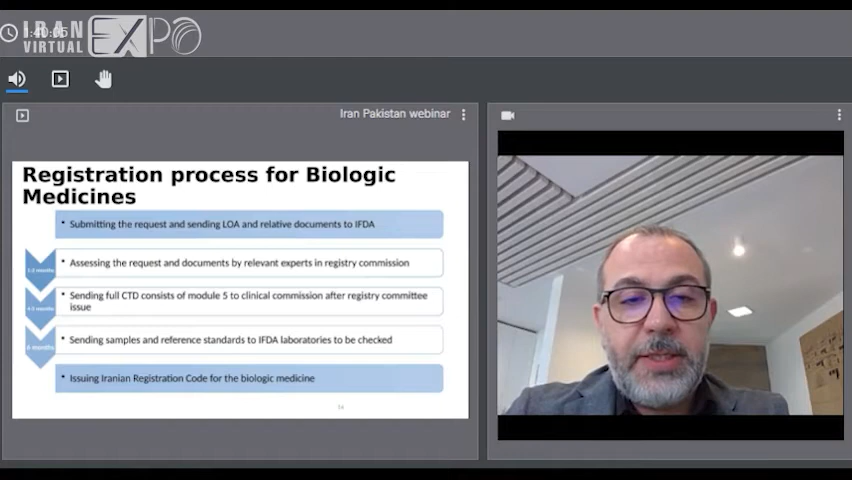 IRAN
VIRTUAL
EXPO
Iran Pakistan webinar
Registration process for Biologic
Medicines
• Submitting the request and sending LOA and relative documents to IFDA
• Assessing the request and documents by relevant experts in registry commission
• Sending full CTD consists of module 5 to clinical commission after registry committee
issue
• Sending samples and reference standards to IFDA laboratories to be checked
6 months
• Issuing Iranian Registration Code for the biologic medicine